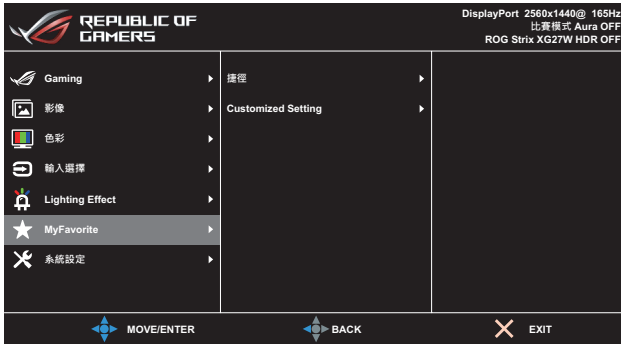 REPUBLIC OF
GAMERS
DisplayPort 2560x1440@ 165Hz
比賽模式 Aura OFF
ROG Strix XG27W HDR OFF
Gaming
影像
色彩
輸入選擇
Lighting Effect
MyFavorite
系統設定
捷徑
Customized Setting
MOVE/ENTER
BACK
EXIT